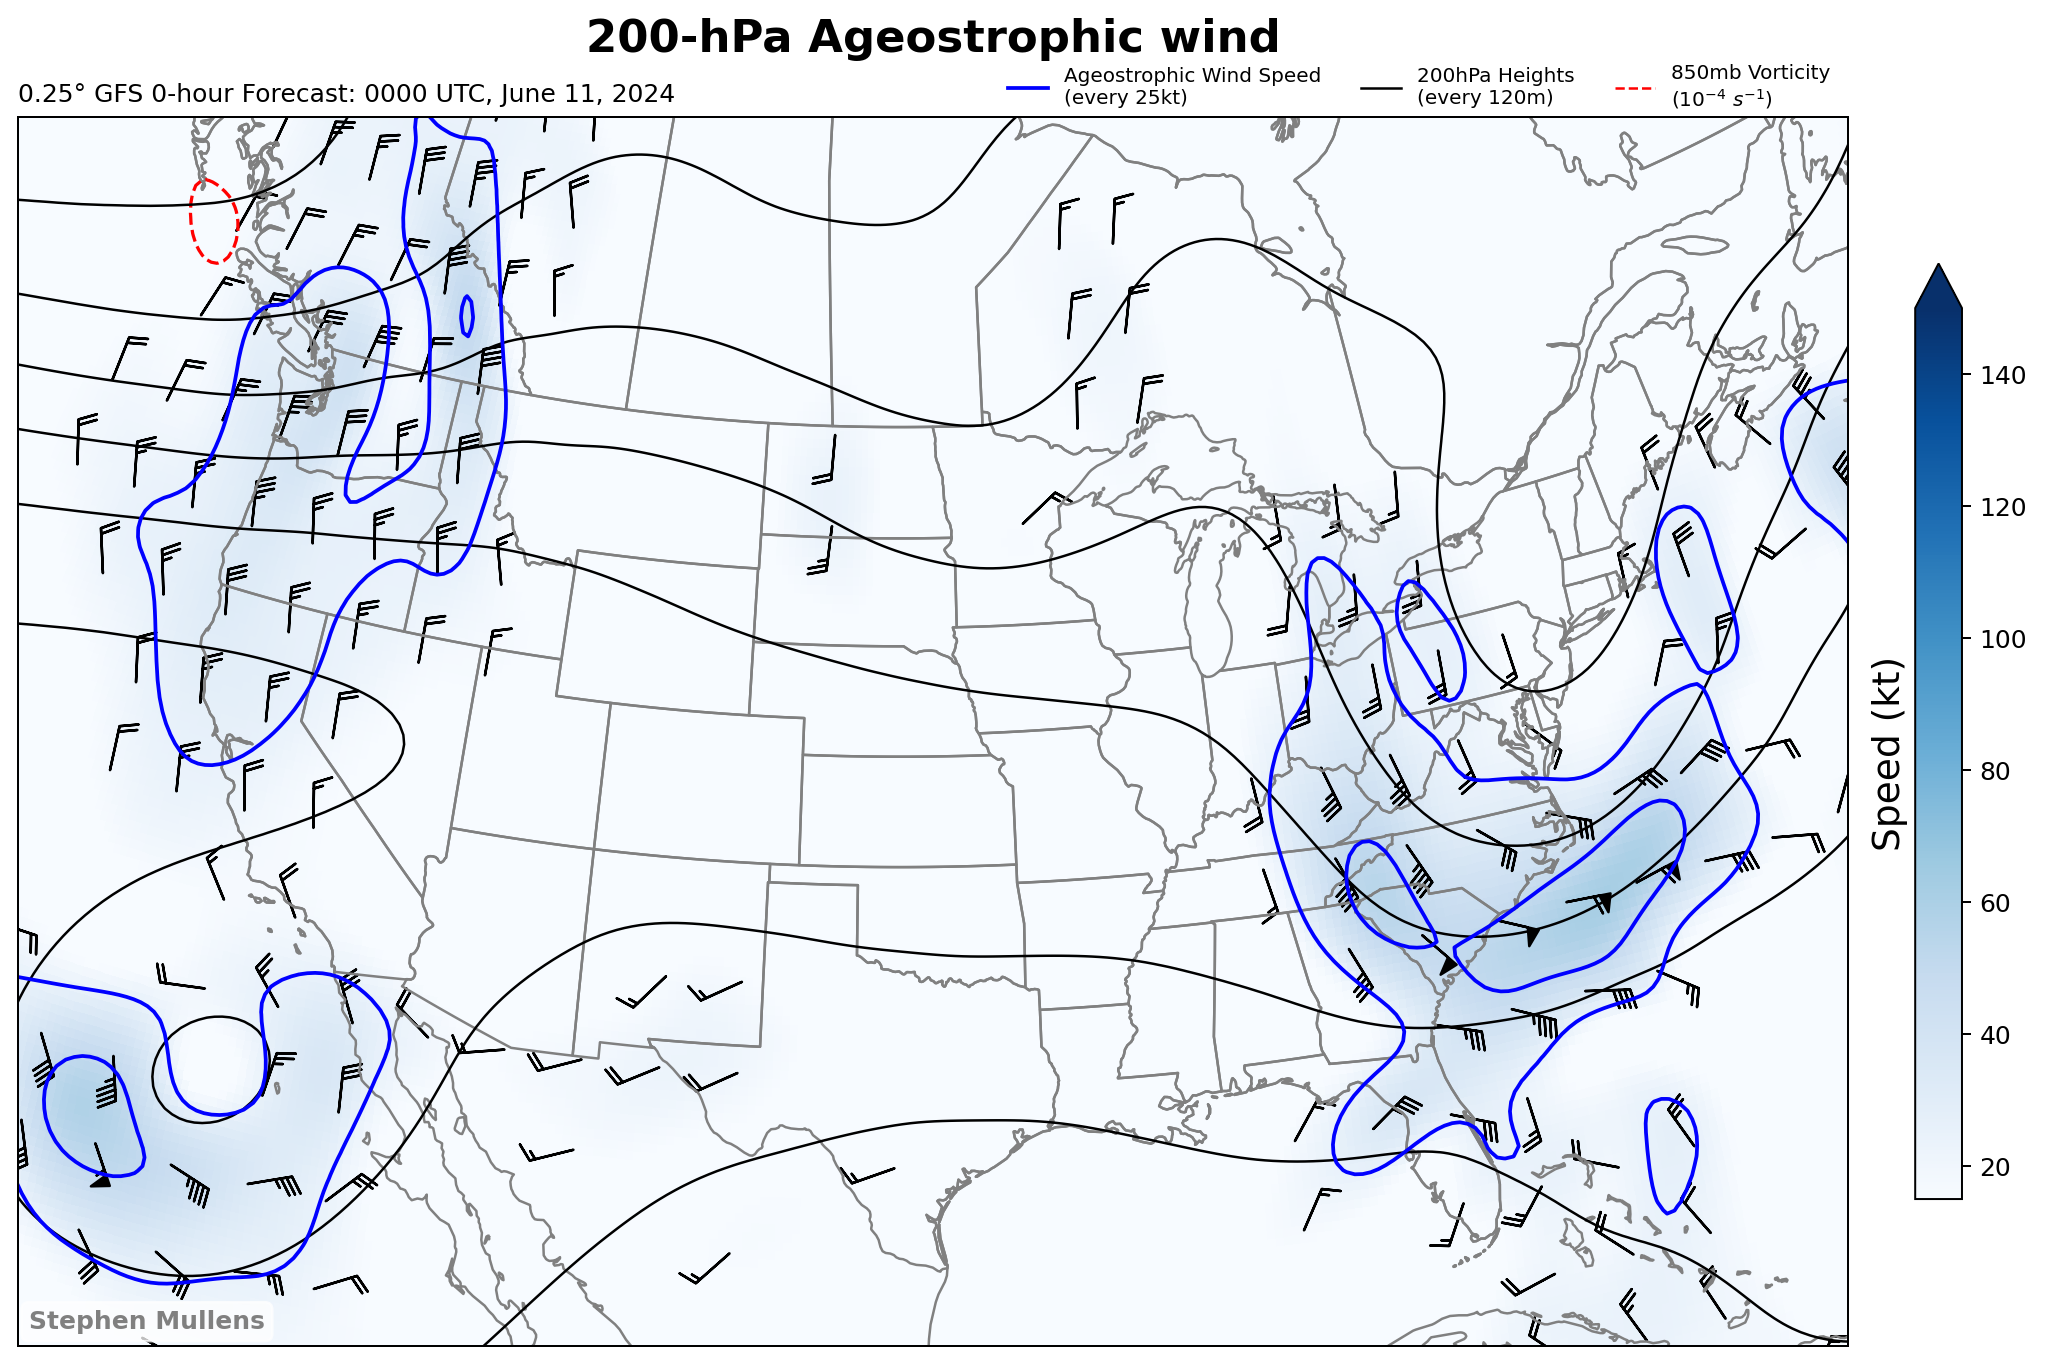 200-hPa Ageostrophic wind
0.25° GFS 0-hour Forecast: 0000 UTC, June 11, 2024
Ageostrophic Wind Speed
(every 25kt)
200hPa Heights
(every 120m)
850mb Vorticity
(10⁻⁴ s⁻¹)
140
120
100
80
60
40
20
Speed (kt)
Stephen Mullens